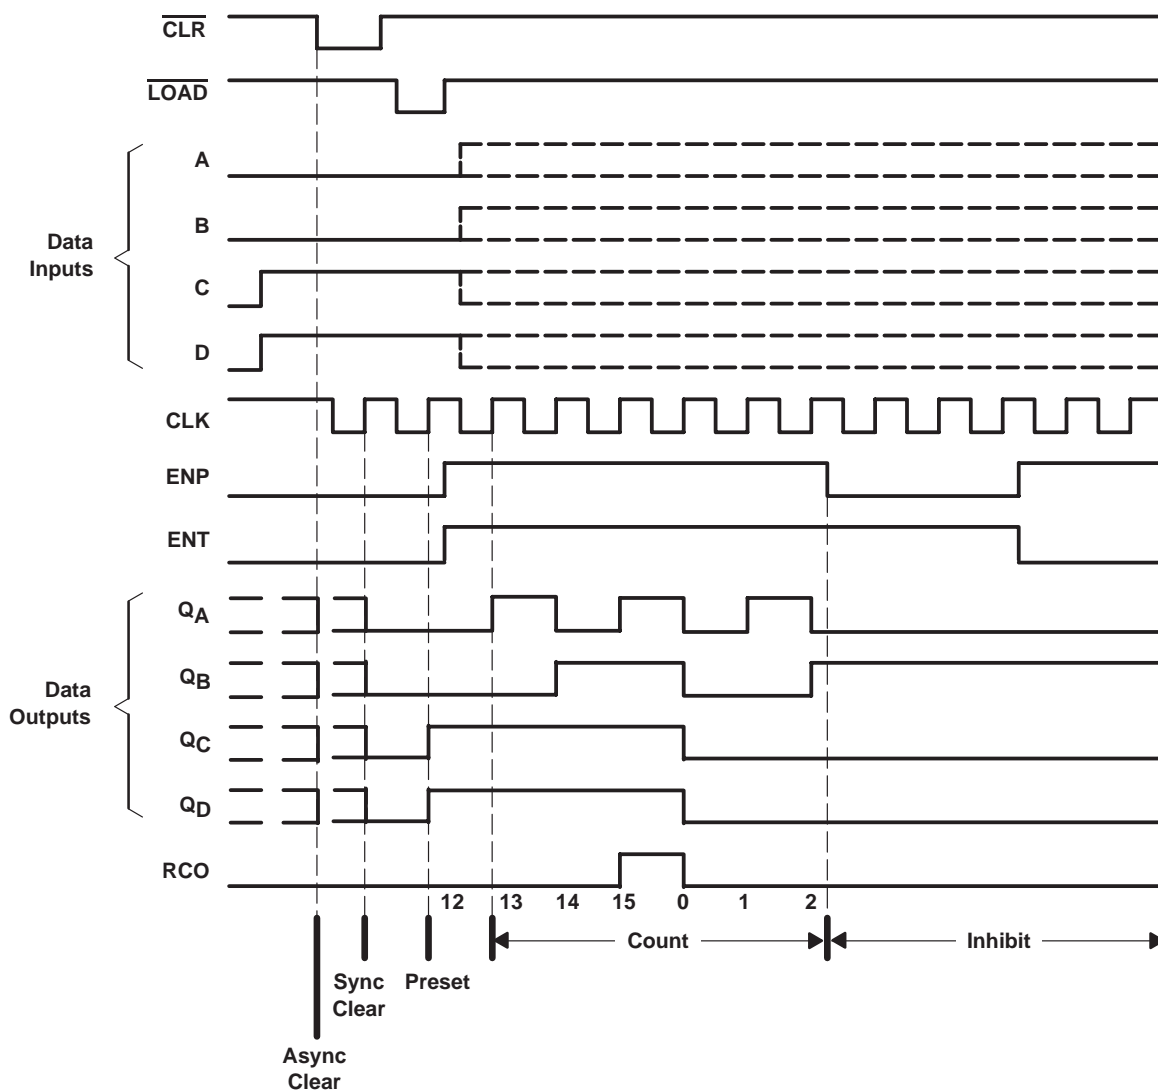 CLR
LOAD
A
B
Data
Inputs
C
D
CLK
ENP
ENT
QA
QB
Data
Outputs
QC
QD
RCO
12 13 14 15 0 1 2
Count Inhibit
Sync
Clear
Preset
Async
Clear